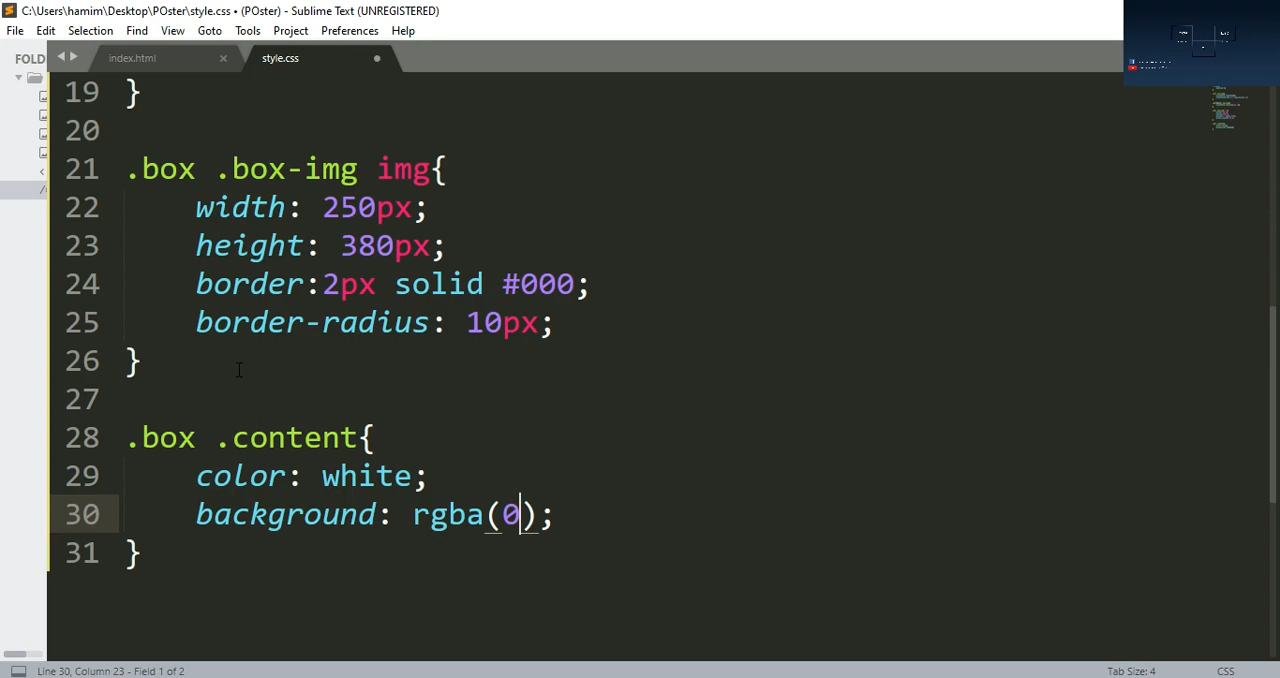 C:\Users\hamim\Desktop\POster\style.css • (POster) - Sublime Text (UNREGISTERED)
File Edit Selection Find View Goto Tools Project Preferences Help
FOLD
index.html
style.css
19 }
20
21 .box .box-img img{
22 width: 250px;
23 height: 380px;
24 border:2px solid #000;
25 border-radius: 10px;
26 }
27
28 .box .content{
29 color: white;
30 background: rgba(0);
31 }
Line 30, Column 23 - Field 1 of 2
Tab Size: 4
CSS